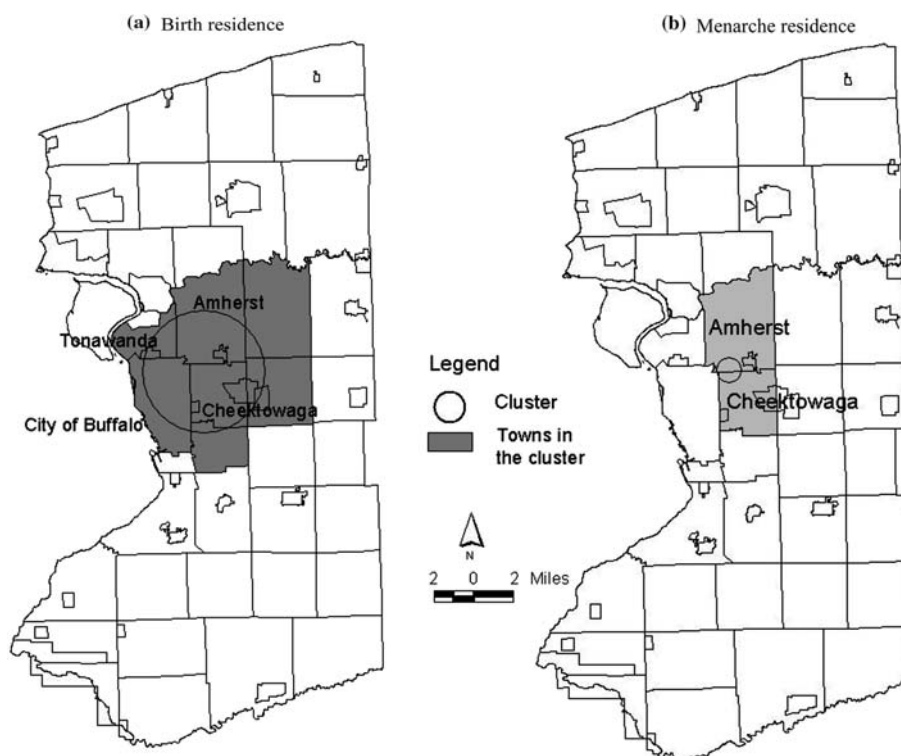 (a) Birth residence
(b) Menarche residence
Amherst
Tonawanda
Cheektowaga
City of Buffalo
Legend
Cluster
Towns in
the cluster
N
2 0 2 Miles
Amherst
Cheektowaga